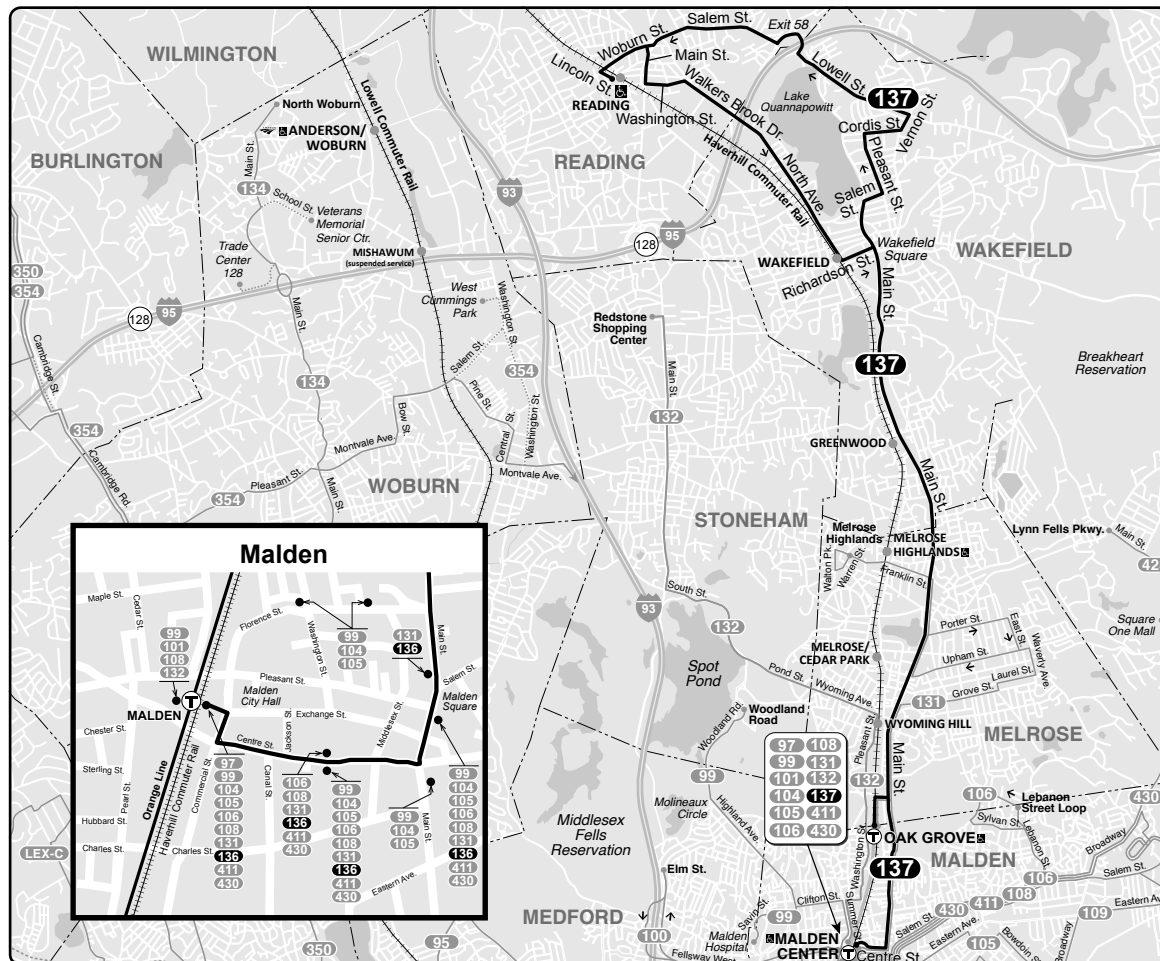 WILMINGTON
North Woburn
ANDERSON/
WOBURN
Lowell Commuter Rail
BURLINGTON
Main St.
134
School St.
Veterans
Memorial
Senior Ctr.
Trade
Center
128
MISHAWUM
(suspended service)
350
354
128
95
Cambridge St.
Main St.
134
West
Cummings
Park
Washington St.
Salem St.
354
Pine St.
Central St.
Washington St.
Bow St.
Montvale Ave.
Montvale Ave.
354
Cambridge Rd.
Pleasant St.
354
Main St.
WOBURN
93
Salem St.
Exit 58
Woburn St.
Main St.
Lincoln St.
READING
Washington St.
Walkers Brook Dr.
Lake
Quannapowitt
Lowell St.
137
Vernon St.
Cordis St.
Pleasant St.
Salem
St.
READING
Haverhill Commuter Rail
North Ave.
95
128
WAKEFIELD
Richardson St.
Wakefield
Square
WAKEFIELD
Main St.
Redstone
Shopping
Center
Main St.
132
137
Breakheart
Reservation
GREENWOOD
Main St.
STONEHAM
Melrose
Highlands
MELROSE
HIGHLANDS
Walton Pk.
Warren St.
Franklin St.
Lynn Fells Pkwy.
Main St.
42
93
South St.
132
Porter St.
East St.
Waverly Ave.
Square
One Mall
MELROSE/
CEDAR PARK
Upham St.
Laurel St.
Grove St.
131
Spot
Pond
Pond St.
Wyoming Ave.
Woodland
Road
Woodland Rd.
WYOMING HILL
Pleasant St.
MELROSE
97 108
99 131
101 132
104 137
105 411
106 430
132
Main St.
99
Highland Ave.
Molineaux
Circle
Middlesex
Fells
Reservation
106
Lebanon
Street Loop
430
Sylvan St.
Lebanon St.
Broadway
OAK GROVE
MALDEN
137
Washington St.
106
Salem St.
Elm St.
Clifton St.
Summer St.
108
411
430
Salem St.
Eastern Ave.
Eastern Ave.
109
MEDFORD
Savin St.
99
Malden
Hospital
105
Bowdoin St.
Broadway
100
Fellsway West
MALDEN
CENTER
Centre St.
LEX-C
350
95
Malden
Maple St.
Cedar St.
Florence St.
Washington St.
99
104
105
131
136
Main St.
99
101
108
132
Pleasant St.
Salem St.
Malden
City Hall
Malden
Square
MALDEN
Exchange St.
Jackson St.
Middlesex St.
Chester St.
Centre St.
Sterling St.
Pearl St.
Orange Line
Haverhill Commuter Rail
Commercial St.
Canal St.
Hubbard St.
Charles St.
Charles St.
97
99
104
105
106
108
131
136
411
430
106
108
131
136
411
430
99
104
105
106
108
131
136
411
430
99
104
105
Main St.
Eastern Ave.
99
104
105
106
108
131
136
411
430